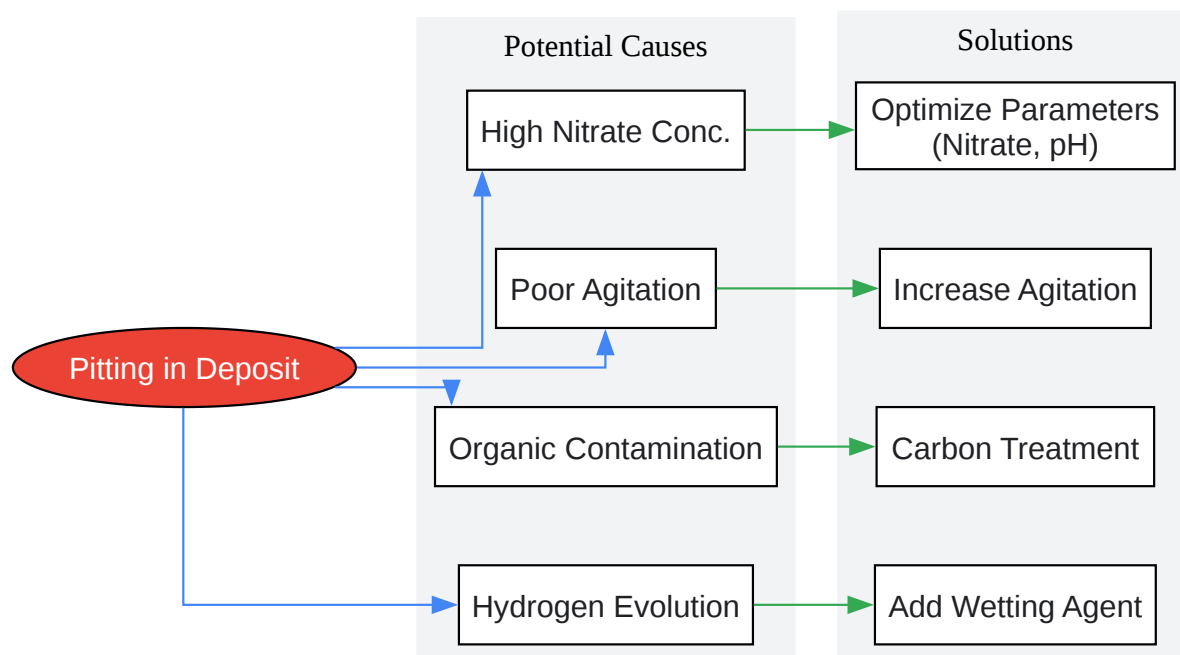 Potential Causes
Solutions
High Nitrate Conc.
Optimize Parameters
(Nitrate, pH)
Poor Agitation
Increase Agitation
Pitting in Deposit
Organic Contamination
Carbon Treatment
Hydrogen Evolution
Add Wetting Agent